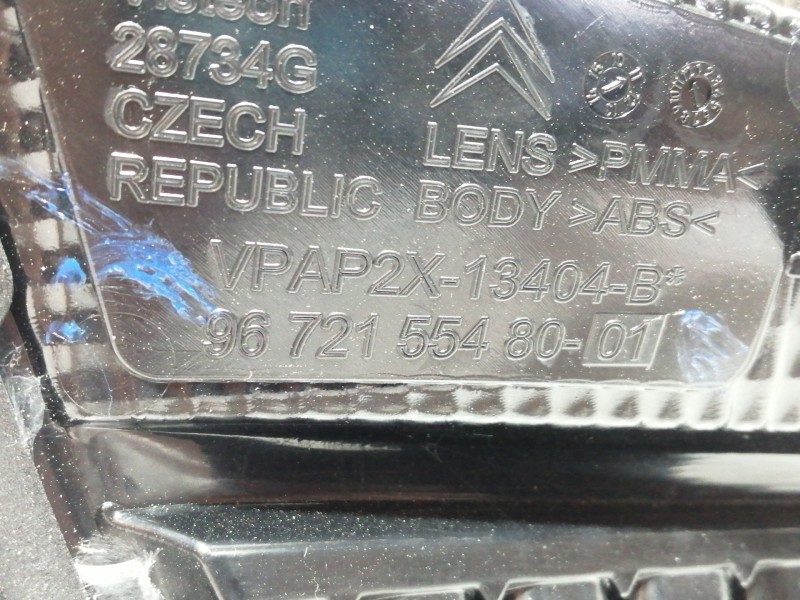 28734G
CZECH
REPUBLIC
LENS >PMMA<
BODY >ABS<
VPAP2X-13404-B*
96 721 554 80-01